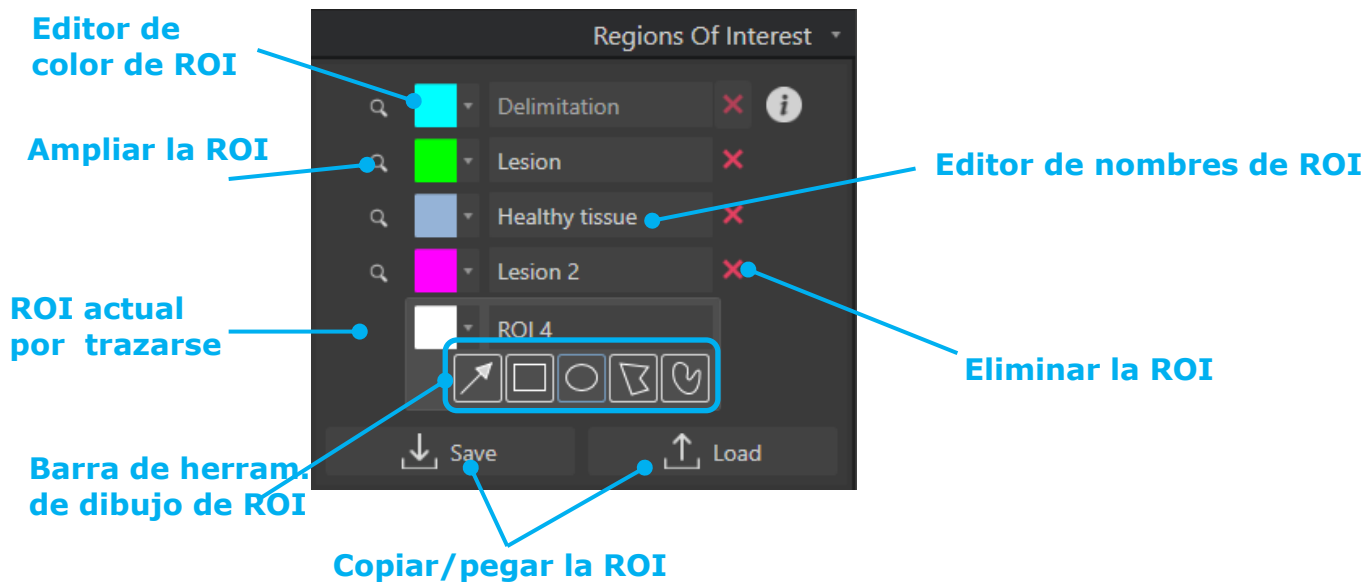 Editor de
color de ROI
Regions Of Interest
Delimitation
i
Ampliar la ROI
Lesion
Editor de nombres de ROI
Healthy tissue
Lesion 2
ROI actual
por trazarse
ROI 4
Eliminar la ROI
Barra de herram.
de dibujo de ROI
Save
Load
Copiar/pegar la ROI